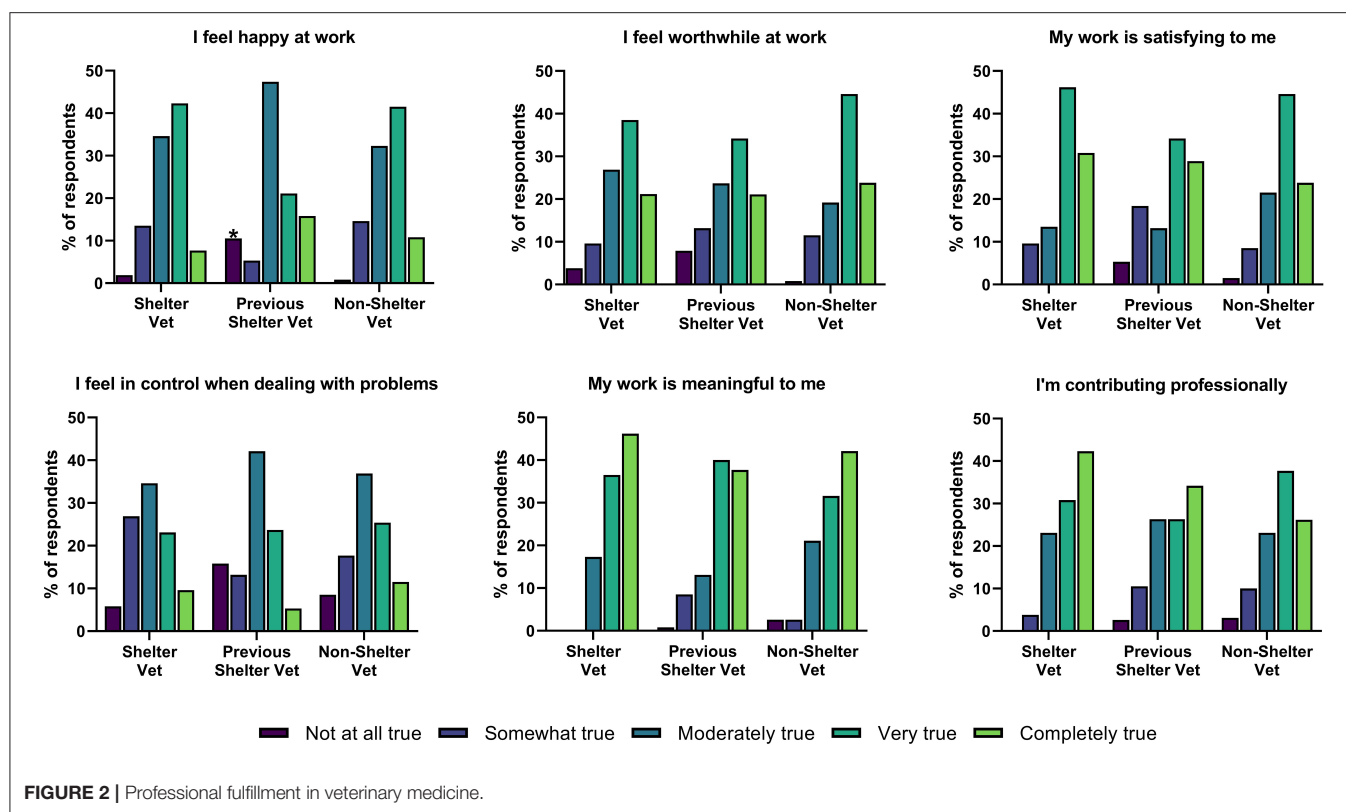 I feel happy at work
% of respondents
50
40
30
20
10
0
*
Shelter
Vet
Previous
Shelter Vet
Non-Shelter
Vet
I feel worthwhile at work
% of respondents
50
40
30
20
10
0
Shelter
Vet
Previous
Shelter Vet
Non-Shelter
Vet
My work is satisfying to me
% of respondents
50
40
30
20
10
0
Shelter
Vet
Previous
Shelter Vet
Non-Shelter
Vet
I feel in control when dealing with problems
% of respondents
50
40
30
20
10
0
Shelter
Vet
Previous
Shelter Vet
Non-Shelter
Vet
My work is meaningful to me
% of respondents
50
40
30
20
10
0
Shelter
Vet
Previous
Shelter Vet
Non-Shelter
Vet
I'm contributing professionally
% of respondents
50
40
30
20
10
0
Shelter
Vet
Previous
Shelter Vet
Non-Shelter
Vet
Not at all true
Somewhat true
Moderately true
Very true
Completely true
FIGURE 2 | Professional fulfillment in veterinary medicine.